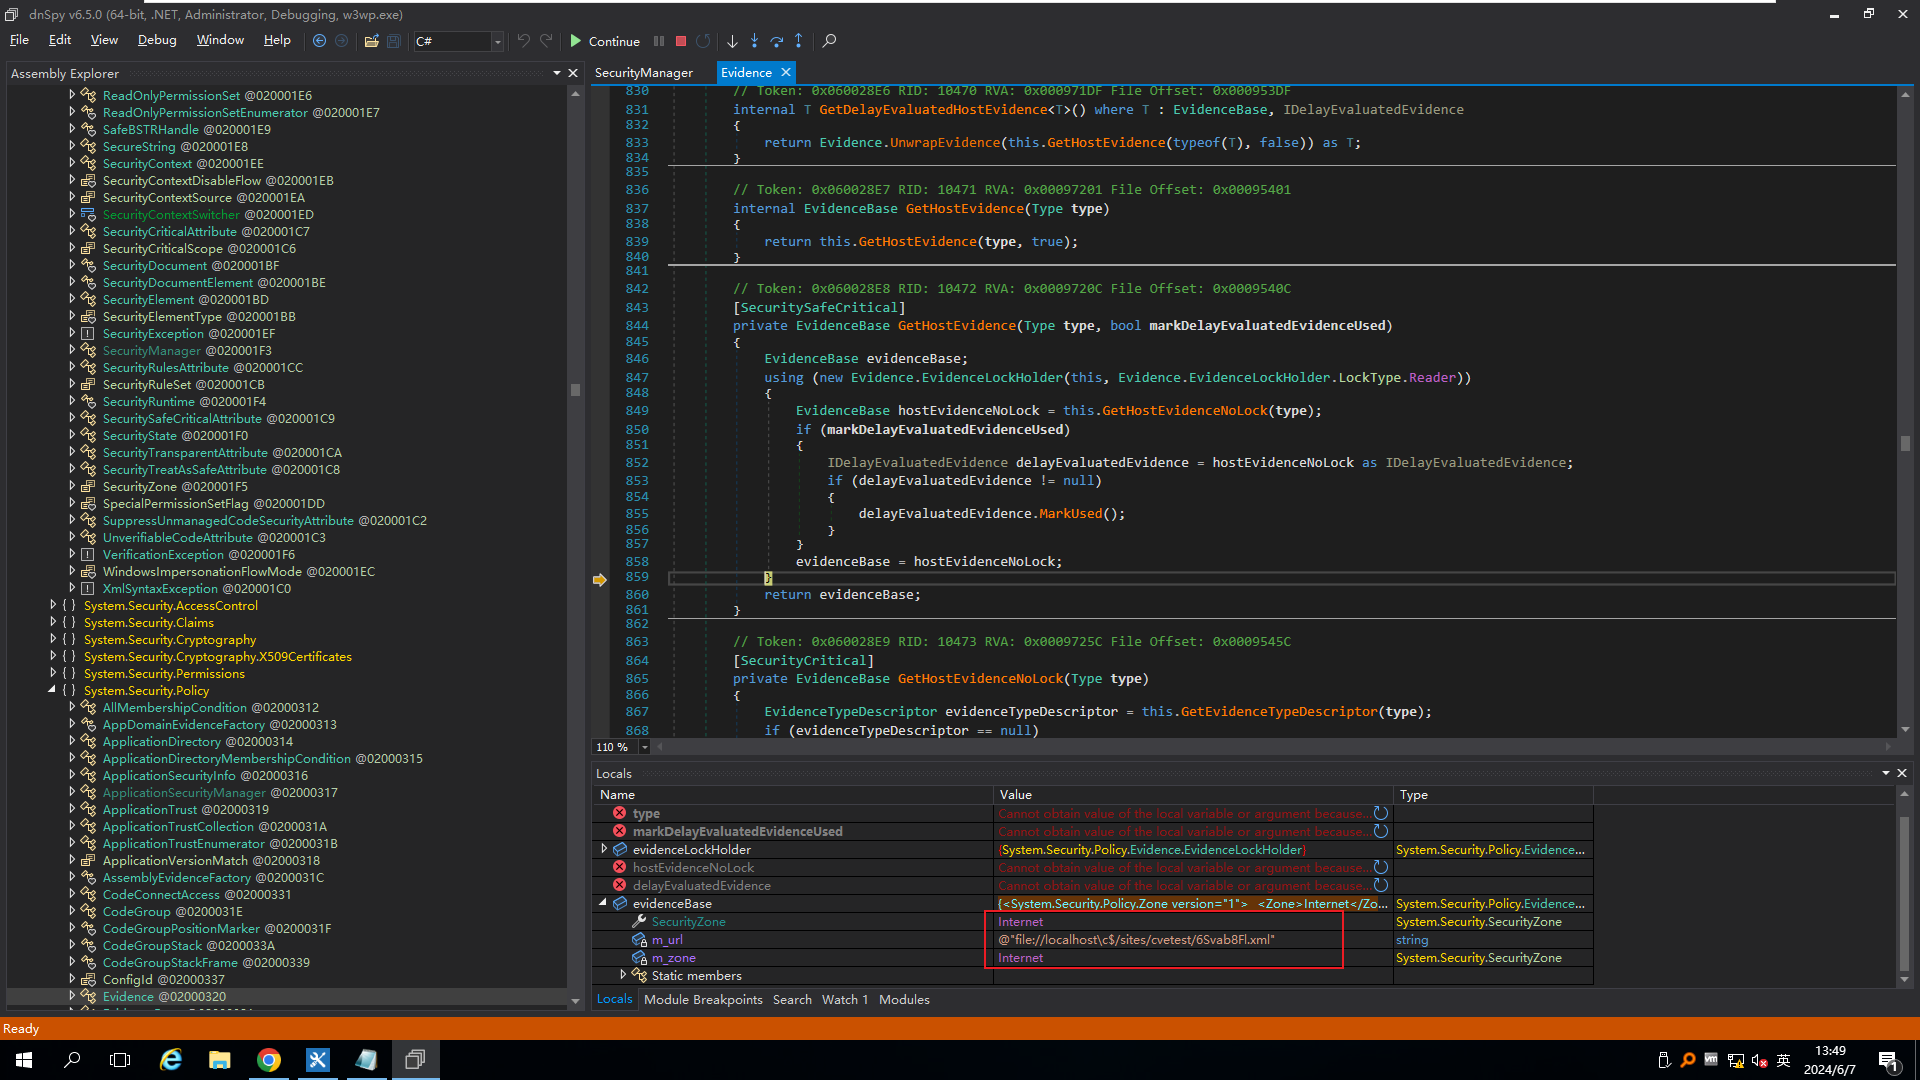 dnSpy v6.5.0 (64-bit, .NET, Administrator, Debugging, w3wp.exe)
File Edit View Debug Window Help C# Continue
Assembly Explorer
ReadOnlyPermissionSet @020001E6
ReadOnlyPermissionSetEnumerator @020001E7
SafeBSTRHandle @020001E9
SecureString @020001E8
SecurityContext @020001EE
SecurityContextDisableFlow @020001EB
SecurityContextSource @020001EA
SecurityContextSwitcher @020001ED
SecurityCriticalAttribute @020001C7
SecurityCriticalScope @020001C6
SecurityDocument @020001BF
SecurityDocumentElement @020001BE
SecurityElement @020001BD
SecurityElementType @020001BB
SecurityException @020001EF
SecurityManager @020001F3
SecurityRulesAttribute @020001CC
SecurityRuleSet @020001CB
SecurityRuntime @020001F4
SecuritySafeCriticalAttribute @020001C9
SecurityState @020001F0
SecurityTransparentAttribute @020001CA
SecurityTreatAsSafeAttribute @020001C8
SecurityZone @020001F5
SpecialPermissionSetFlag @020001DD
SuppressUnmanagedCodeSecurityAttribute @020001C2
UnverifiableCodeAttribute @020001C3
VerificationException @020001F6
WindowsImpersonationFlowMode @020001EC
XmlSyntaxException @020001C0
{ } System.Security.AccessControl
{ } System.Security.Claims
{ } System.Security.Cryptography
{ } System.Security.Cryptography.X509Certificates
{ } System.Security.Permissions
{ } System.Security.Policy
AllMembershipCondition @02000312
AppDomainEvidenceFactory @02000313
ApplicationDirectory @02000314
ApplicationDirectoryMembershipCondition @02000315
ApplicationSecurityInfo @02000316
ApplicationSecurityManager @02000317
ApplicationTrust @02000319
ApplicationTrustCollection @0200031A
ApplicationTrustEnumerator @0200031B
ApplicationVersionMatch @02000318
AssemblyEvidenceFactory @0200031C
CodeConnectAccess @02000331
CodeGroup @0200031E
CodeGroupPositionMarker @0200031F
CodeGroupStack @0200033A
CodeGroupStackFrame @02000339
ConfigId @02000337
Evidence @02000320
SecurityManager Evidence
830 // Token: 0x060028E6 RID: 10470 RVA: 0x000971DF File Offset: 0x000953DF
831 internal T GetDelayEvaluatedHostEvidence<T>() where T : EvidenceBase, IDelayEvaluatedEvidence
832 {
833 return Evidence.UnwrapEvidence(this.GetHostEvidence(typeof(T), false)) as T;
834 }
835
836 // Token: 0x060028E7 RID: 10471 RVA: 0x00097201 File Offset: 0x00095401
837 internal EvidenceBase GetHostEvidence(Type type)
838 {
839 return this.GetHostEvidence(type, true);
840 }
841
842 // Token: 0x060028E8 RID: 10472 RVA: 0x0009720C File Offset: 0x0009540C
843 [SecuritySafeCritical]
844 private EvidenceBase GetHostEvidence(Type type, bool markDelayEvaluatedEvidenceUsed)
845 {
846 EvidenceBase evidenceBase;
847 using (new Evidence.EvidenceLockHolder(this, Evidence.EvidenceLockHolder.LockType.Reader))
848 {
849 EvidenceBase hostEvidenceNoLock = this.GetHostEvidenceNoLock(type);
850 if (markDelayEvaluatedEvidenceUsed)
851 {
852 IDelayEvaluatedEvidence delayEvaluatedEvidence = hostEvidenceNoLock as IDelayEvaluatedEvidence;
853 if (delayEvaluatedEvidence != null)
854 {
855 delayEvaluatedEvidence.MarkUsed();
856 }
857 }
858 evidenceBase = hostEvidenceNoLock;
859 }
860 return evidenceBase;
861 }
862
863 // Token: 0x060028E9 RID: 10473 RVA: 0x0009725C File Offset: 0x0009545C
864 [SecurityCritical]
865 private EvidenceBase GetHostEvidenceNoLock(Type type)
866 {
867 EvidenceTypeDescriptor evidenceTypeDescriptor = this.GetEvidenceTypeDescriptor(type);
868 if (evidenceTypeDescriptor == null)
110 %
Locals
Name Value Type
type Cannot obtain value of the local variable or argument because...
markDelayEvaluatedEvidenceUsed Cannot obtain value of the local variable or argument because...
evidenceLockHolder {System.Security.Policy.Evidence.EvidenceLockHolder} System.Security.Policy.Evidence...
hostEvidenceNoLock Cannot obtain value of the local variable or argument because...
delayEvaluatedEvidence Cannot obtain value of the local variable or argument because...
evidenceBase {<System.Security.Policy.Zone version="1"> <Zone>Internet</Zo... System.Security.Policy.Evidence...
SecurityZone Internet System.Security.SecurityZone
m_url @"file://localhost\c$/sites/cvetest/6Svab8Fl.xml" string
m_zone Internet System.Security.SecurityZone
Static members
Locals Module Breakpoints Search Watch 1 Modules
Ready
英
13:49
2024/6/7
1